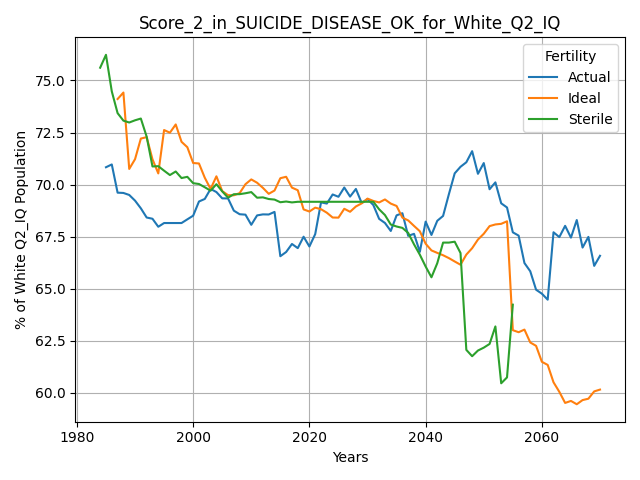 Score_2_in_SUICIDE_DISEASE_OK_for_White_Q2_IQ
Fertility
Actual
Ideal
Sterile
% of White Q2_IQ Population
75.0
72.5
70.0
67.5
65.0
62.5
60.0
1980
2000
2020
2040
2060
Years